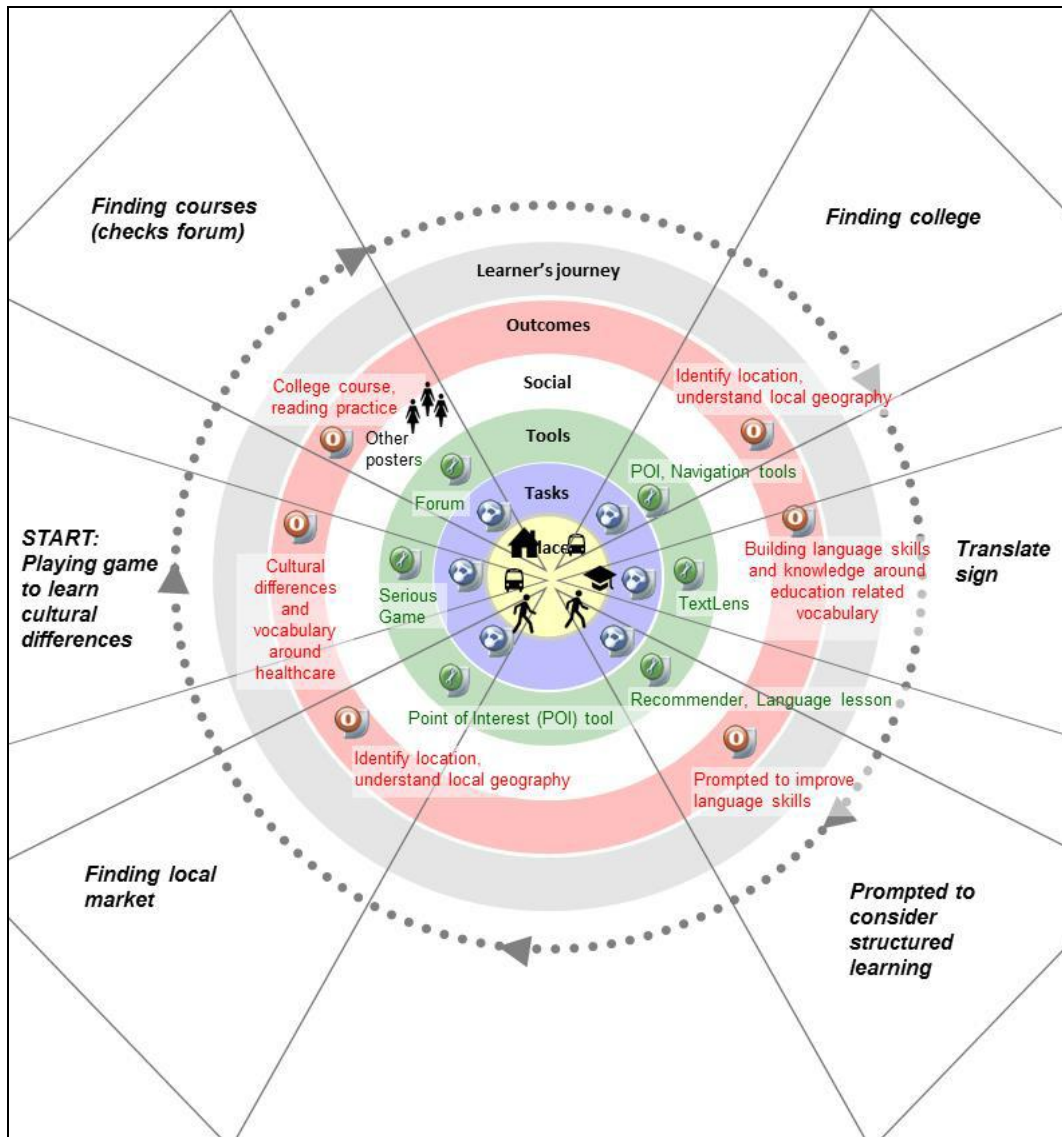 Finding courses
(checks forum)
Finding college
Learner's journey
Outcomes
Social
Tools
Tasks
College course,
reading practice
Other
posters
Forum
Identify location,
understand local geography
POI, Navigation tools
START:
Playing game
to learn
cultural
differences
Cultural
differences
and
vocabulary
around
healthcare
Serious
Game
TextLens
Building language skills
and knowledge around
education related
vocabulary
Translate
sign
Point of Interest (POI) tool
Recommender, Language lesson
Identify location,
understand local geography
Prompted to improve
language skills
Finding local
market
Prompted to
consider
structured
learning